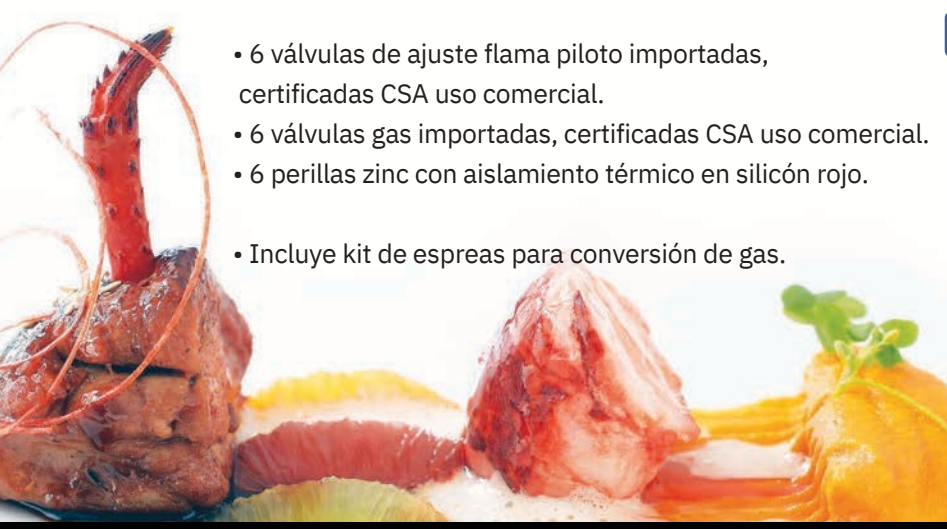 • 6 válvulas de ajuste flama piloto importadas,
certificadas CSA uso comercial.
• 6 válvulas gas importadas, certificadas CSA uso comercial.
• 6 perillas zinc con aislamiento térmico en silicón rojo.
• Incluye kit de espreas para conversión de gas.